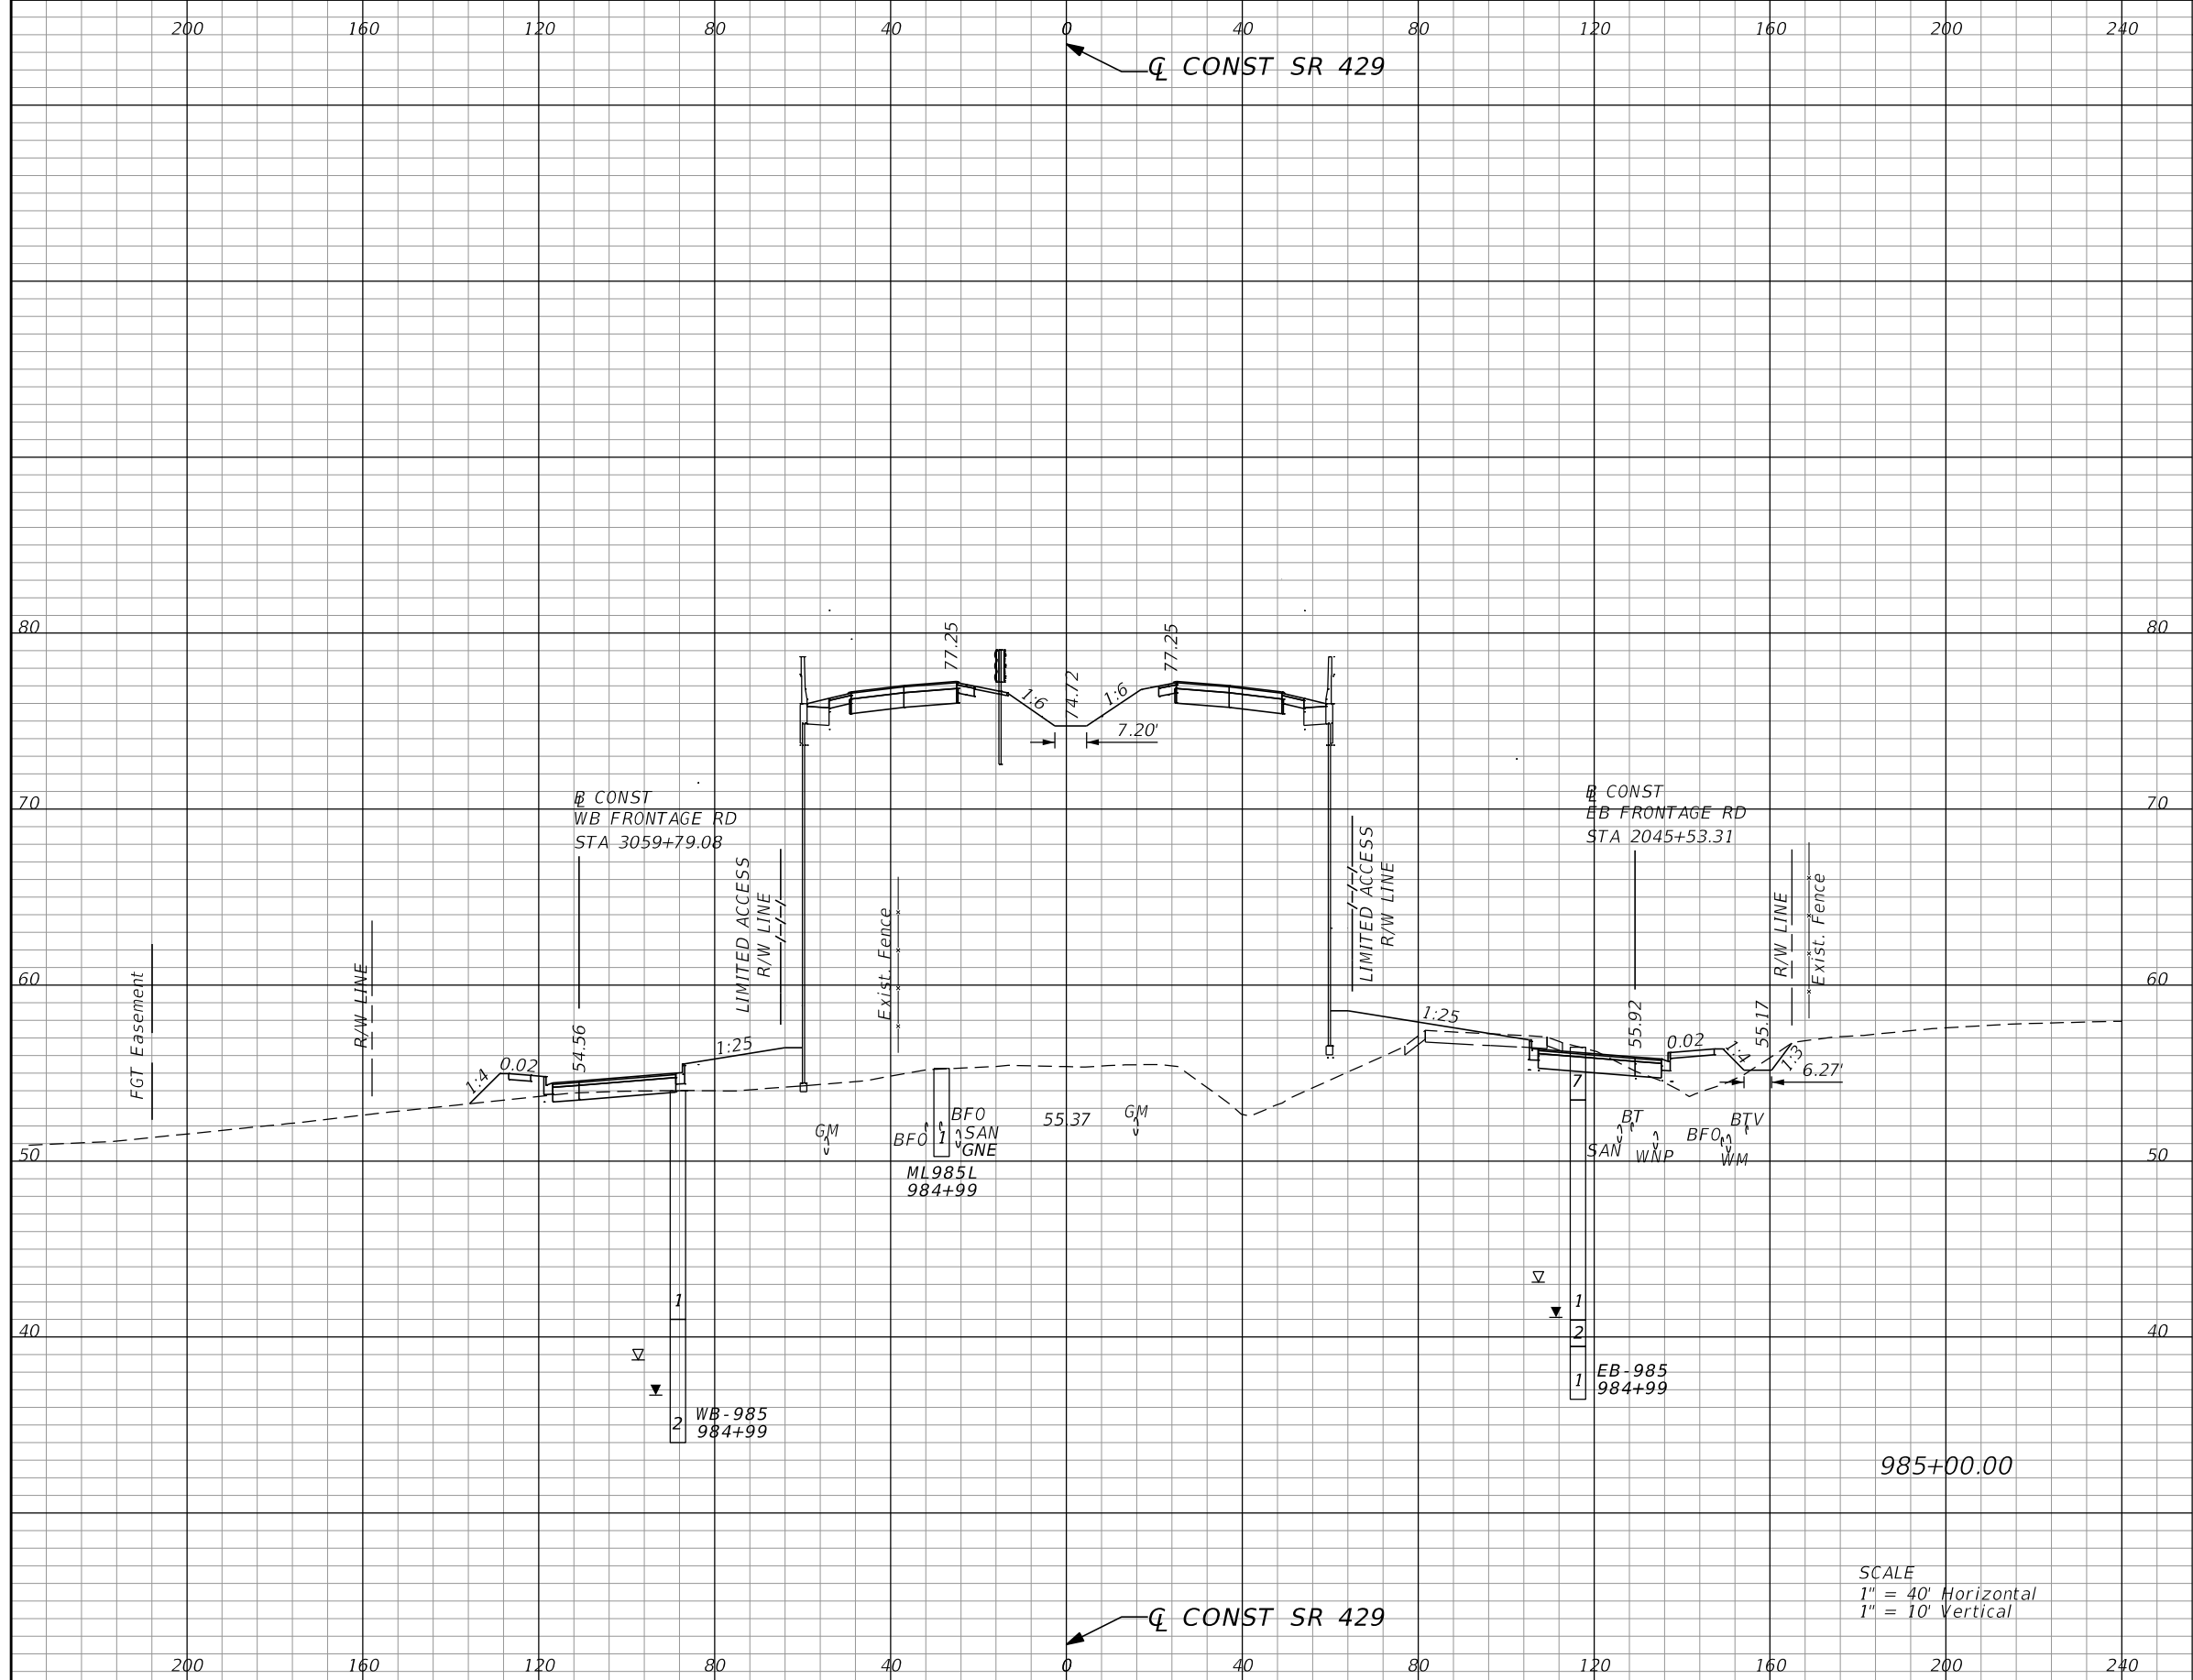 200 160 120 80 40 0 40 80 120 160 200 240
℄ CONST SR 429
80 80
77.25
77.25
1:6
74.72
1:6
7.20'
70 70
℄ CONST
WB FRONTAGE RD
STA 3059+79.08
℄ CONST
EB FRONTAGE RD
STA 2045+53.31
LIMITED ACCESS
R/W LINE
Exist. Fence
LIMITED ACCESS
R/W LINE
R/W LINE
Exist. Fence
60 60
FGT Easement
R/W LINE
1:4
0.02
54.56
1:25
1:25
55.92
0.02
1:4
55.17
1:3
6.27'
7
GM
BFO
BFO
1
SAN
GNE
55.37
GM
BT
SAN
WNP
BFO
BTV
WM
50 50
ML985L
984+99
1
1
40 40
2
1
EB-985
984+99
2
WB-985
984+99
985+00.00
SCALE
1" = 40' Horizontal
1" = 10' Vertical
℄ CONST SR 429
200 160 120 80 40 0 40 80 120 160 200 240